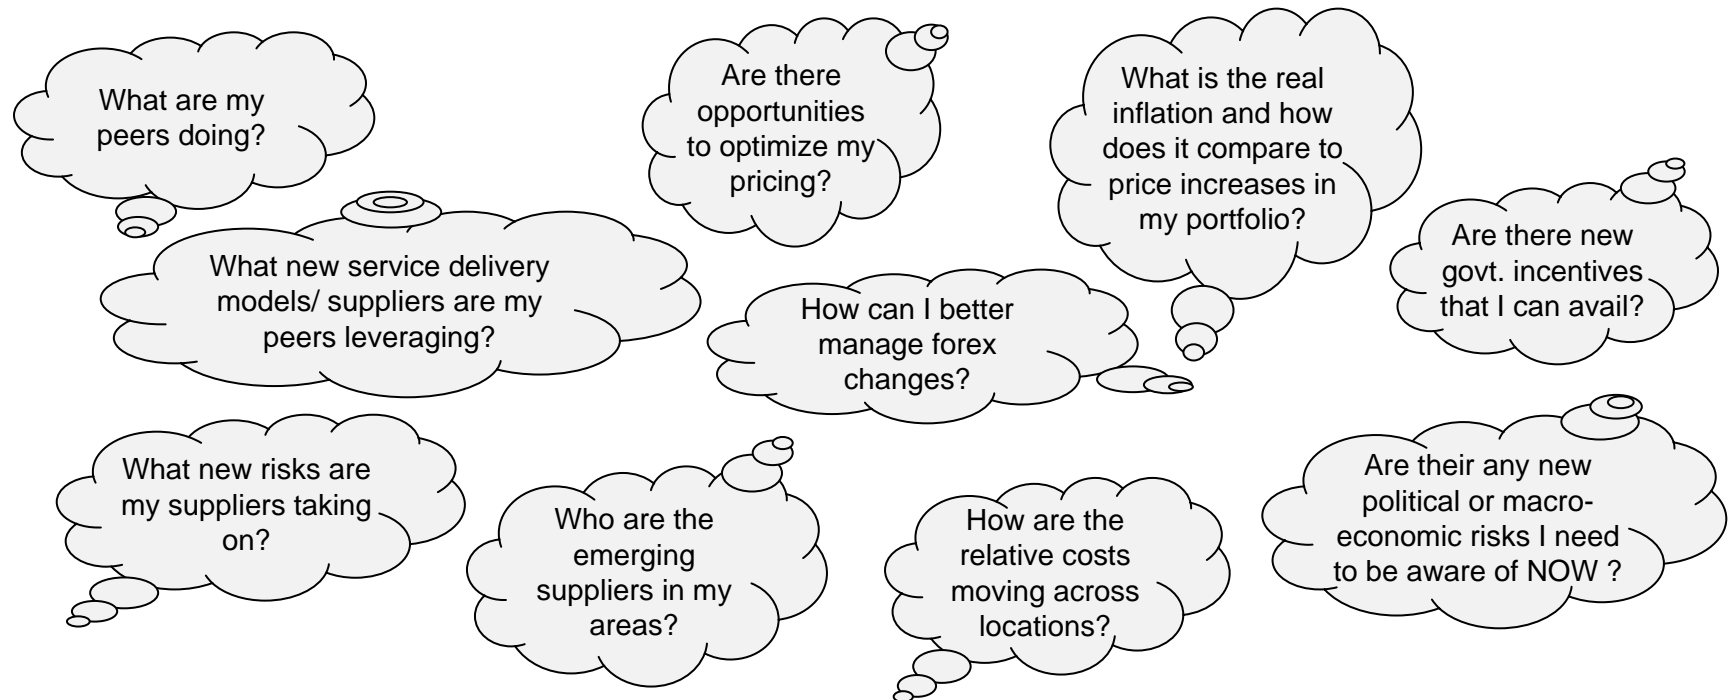 What are my
peers doing?
Are there
opportunities
to optimize my
pricing?
What is the real
inflation and how
does it compare to
price increases in
my portfolio?
Are there new
govt. incentives
that I can avail?
What new service delivery
models/ suppliers are my
peers leveraging?
How can I better
manage forex
changes?
What new risks are
my suppliers taking
on?
Who are the
emerging
suppliers in my
areas?
How are the
relative costs
moving across
locations?
Are their any new
political or macro-
economic risks I need
to be aware of NOW ?